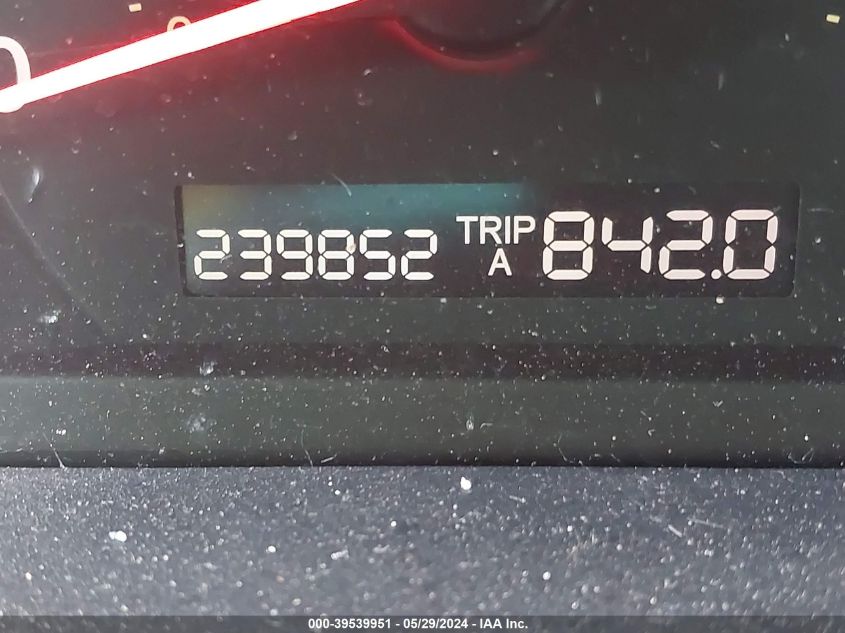 239852 TRIP A 842.0
000-39539951 - 05/29/2024 - IAA Inc.